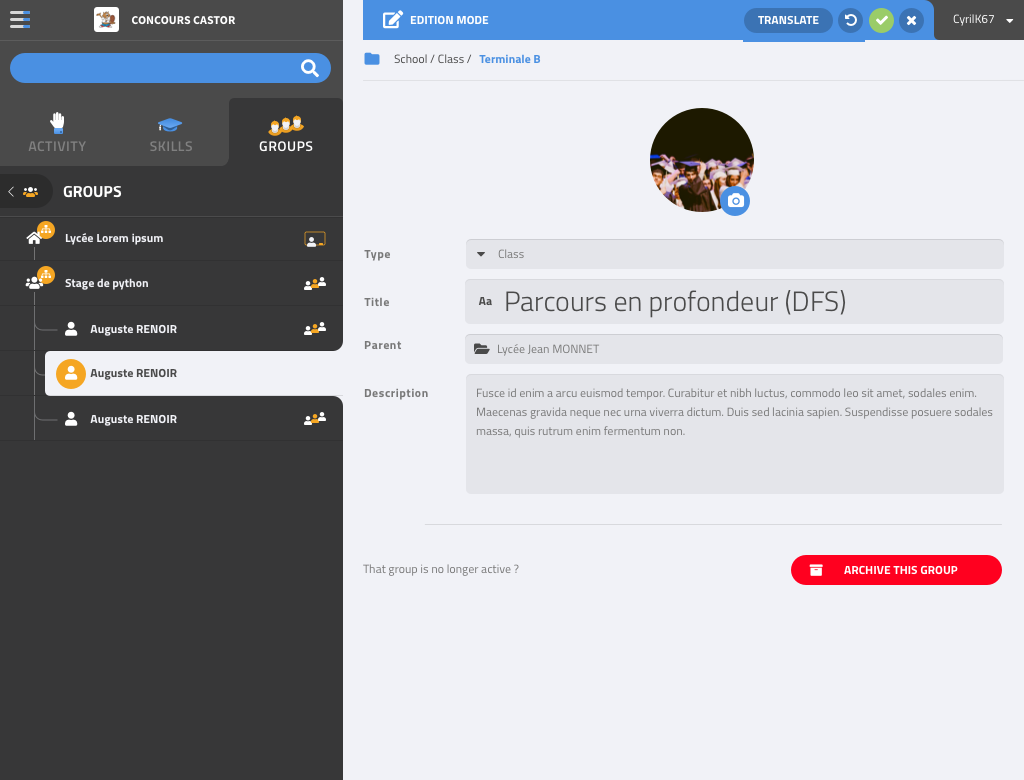 CONCOURS CASTOR
EDITION MODE
TRANSLATE
CyrilK67
School / Class / Terminale B
ACTIVITY
SKILLS
GROUPS
GROUPS
Lycée Lorem ipsum
Stage de python
Auguste RENOIR
Auguste RENOIR
Auguste RENOIR
Type
Class
Title
Aa Parcours en profondeur (DFS)
Parent
Lycée Jean MONNET
Description
Fusce id enim a arcu euismod tempor. Curabitur et nibh luctus, commodo leo sit amet, sodales enim.
Maecenas gravida neque nec urna viverra dictum. Duis sed lacinia sapien. Suspendisse posuere sodales
massa, quis rutrum enim fermentum non.
That group is no longer active ?
ARCHIVE THIS GROUP